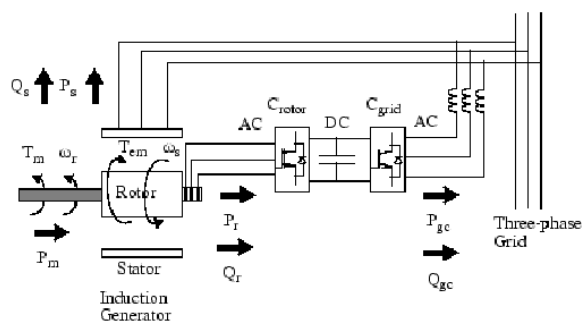 Qs Ps
Crotor
Cgrid
AC
DC
AC
Tm ωr
Tem ωs
Rotor
Pm
Pr
Pgc
Stator
Qr
Qgc
Three-phase
Grid
Induction
Generator